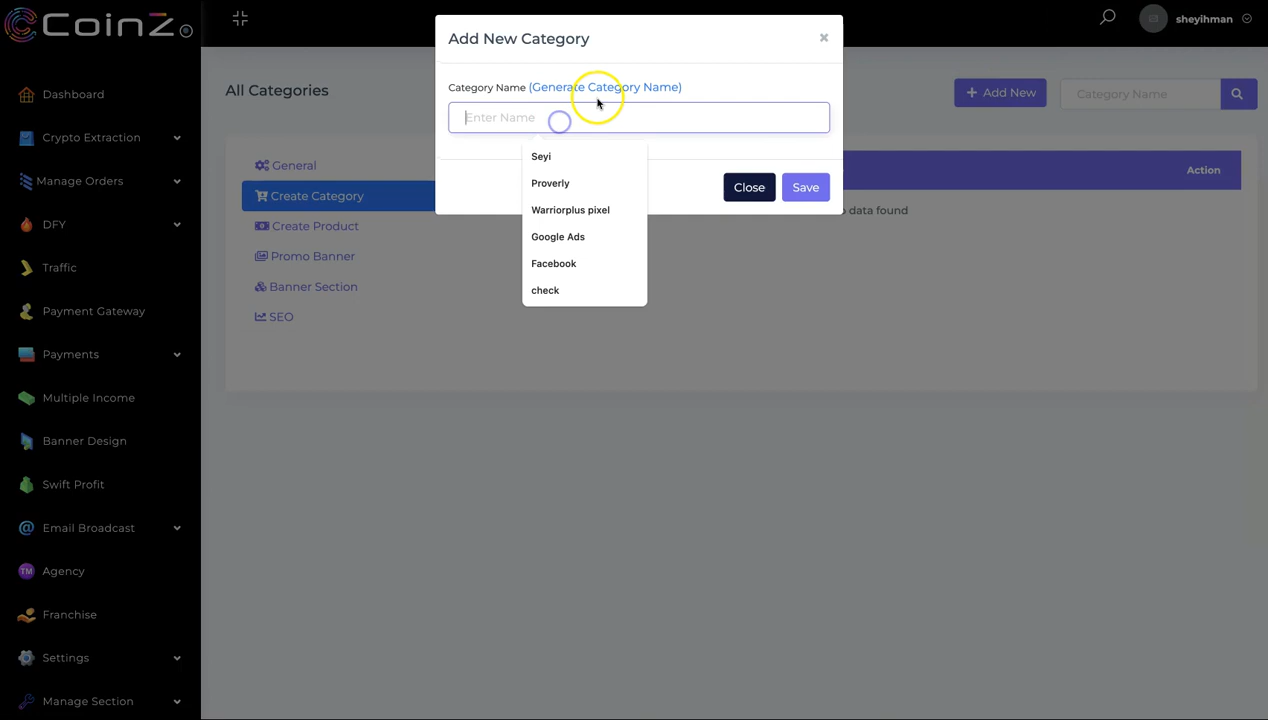 COINZ
sheyihman
Dashboard
Crypto Extraction
Manage Orders
DFY
Traffic
Payment Gateway
Payments
Multiple Income
Banner Design
Swift Profit
Email Broadcast
TM Agency
Franchise
Settings
Manage Section
All Categories
+ Add New
Category Name
General
Create Category
Create Product
Promo Banner
Banner Section
SEO
Action
data found
Add New Category
×
Category Name (Generate Category Name)
Enter Name
Seyi
Proverly
Warriorplus pixel
Google Ads
Facebook
check
Close
Save